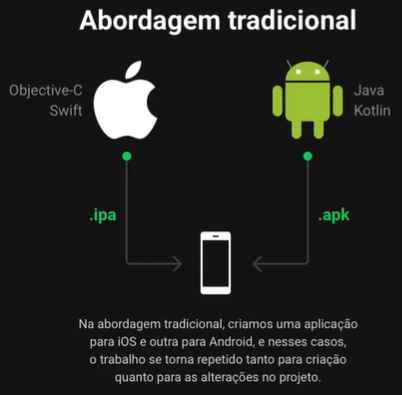 Abordagem tradicional
Objective-C
Swift
Java
Kotlin
.ipa
.apk
Na abordagem tradicional, criamos uma aplicação
para iOS e outra para Android, e nesses casos,
o trabalho se torna repetido tanto para criação
quanto para as alterações no projeto.